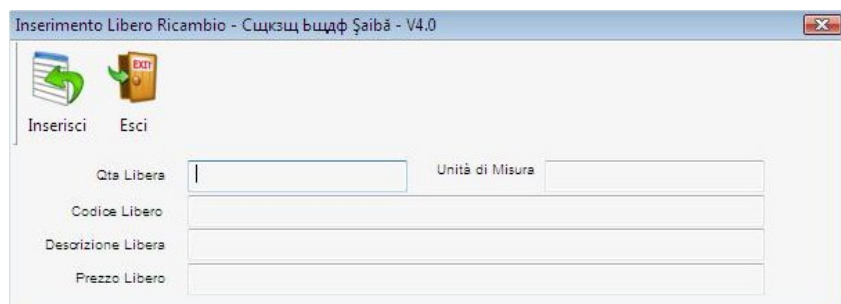 Inserimento Libero Ricambio - Сщкзщ Ьщдф Şaibă - V4.0
EXIT
Inserisci Esci
Qta Libera Unità di Misura
Codice Libero
Descrizione Libera
Prezzo Libero